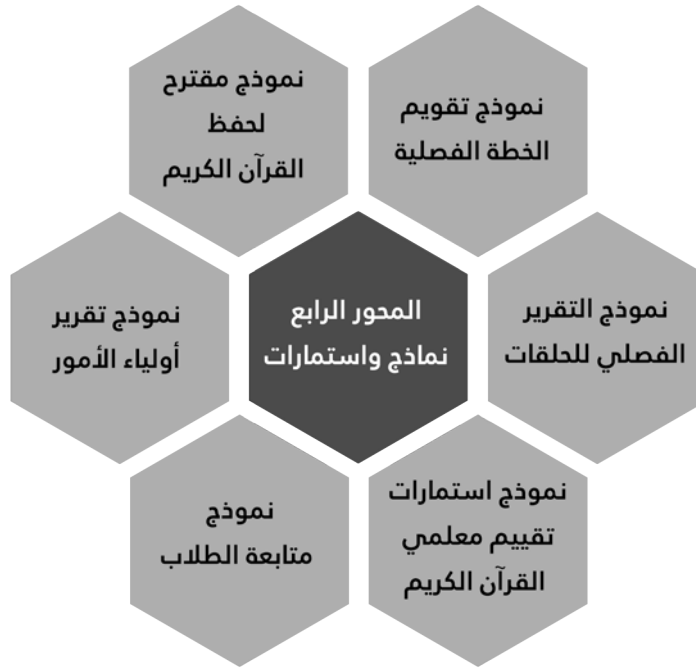 نموذج تقويم
الخطة الفصلية
نموذج مقترح
لحفظ
القرآن الكريم
نموذج التقرير
الفصلي للحلقات
المحور الرابع
نماذج واستمارات
نموذج تقرير
أولياء الأمور
نموذج استمارات
تقييم معلمي
القرآن الكريم
نموذج
متابعة الطلاب